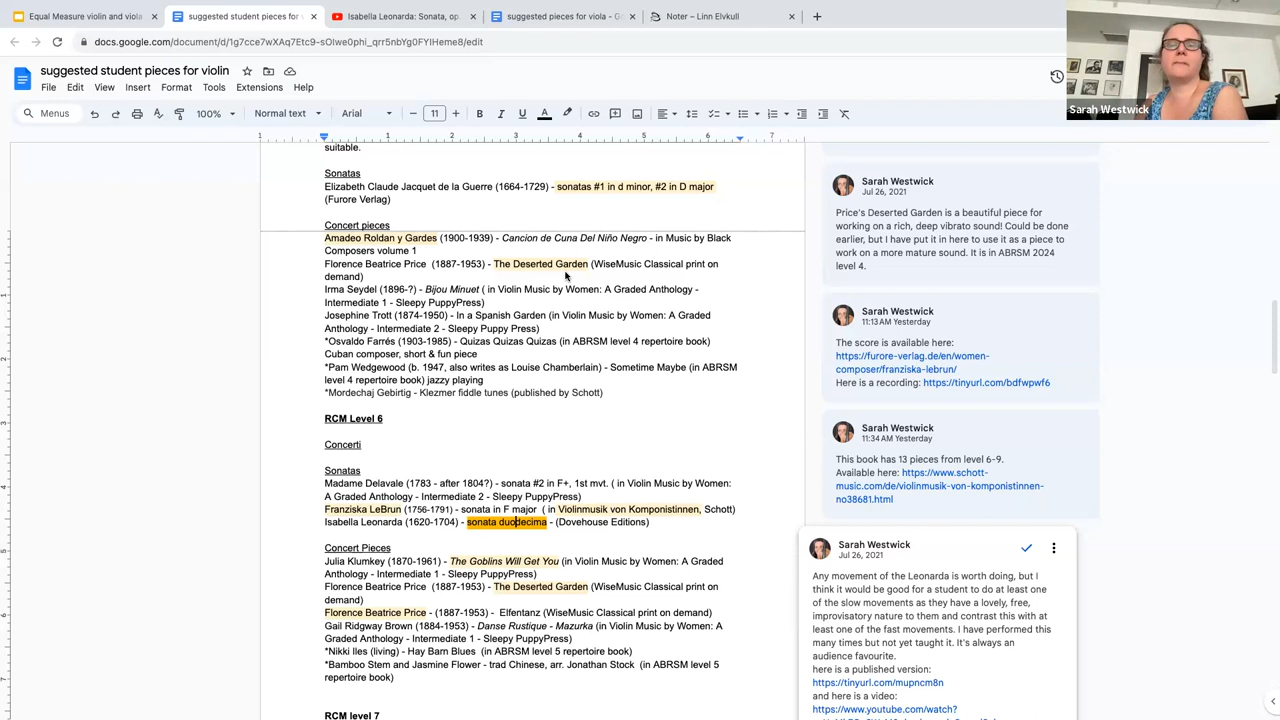 Equal Measure violin and viola
suggested student pieces for v
Isabella Leonarda: Sonata, op
suggested pieces for viola - G
Noter – Linn Elvkull
docs.google.com/document/d/1g7cce7wXAq7Etc9-sOIwe0phi_qrr5nbYg0FYIHeme8/edit
Sarah Westwick
suggested student pieces for violin
File Edit View Insert Format Tools Extensions Help
Menus 100% Normal text Arial 11 B I U A
1 1 2 3 4 5 6 7
suitable.
Sonatas
Elizabeth Claude Jacquet de la Guerre (1664-1729) - sonatas #1 in d minor, #2 in D major
(Furore Verlag)
Concert pieces
Amadeo Roldan y Gardes (1900-1939) - Cancion de Cuna Del Niño Negro - in Music by Black
Composers volume 1
Florence Beatrice Price (1887-1953) - The Deserted Garden (WiseMusic Classical print on
demand)
Irma Seydel (1896-?) - Bijou Minuet ( in Violin Music by Women: A Graded Anthology -
Intermediate 1 - Sleepy PuppyPress)
Josephine Trott (1874-1950) - In a Spanish Garden (in Violin Music by Women: A Graded
Anthology - Intermediate 2 - Sleepy Puppy Press)
*Osvaldo Farrés (1903-1985) - Quizas Quizas Quizas (in ABRSM level 4 repertoire book)
Cuban composer, short & fun piece
*Pam Wedgewood (b. 1947, also writes as Louise Chamberlain) - Sometime Maybe (in ABRSM
level 4 repertoire book) jazzy playing
*Mordechaj Gebirtig - Klezmer fiddle tunes (published by Schott)
RCM Level 6
Concerti
Sonatas
Madame Delavale (1783 - after 1804?) - sonata #2 in F+, 1st mvt. ( in Violin Music by Women:
A Graded Anthology - Intermediate 2 - Sleepy PuppyPress)
Franziska LeBrun (1756-1791) - sonata in F major ( in Violinmusik von Komponistinnen, Schott)
Isabella Leonarda (1620-1704) - sonata duodecima - (Dovehouse Editions)
Concert Pieces
Julia Klumkey (1870-1961) - The Goblins Will Get You (in Violin Music by Women: A Graded
Anthology - Intermediate 1 - Sleepy PuppyPress)
Florence Beatrice Price (1887-1953) - The Deserted Garden (WiseMusic Classical print on
demand)
Florence Beatrice Price - (1887-1953) - Elfentanz (WiseMusic Classical print on demand)
Gail Ridgway Brown (1884-1953) - Danse Rustique - Mazurka (in Violin Music by Women: A
Graded Anthology - Intermediate 1 - Sleepy PuppyPress)
*Nikki Iles (living) - Hay Barn Blues (in ABRSM level 5 repertoire book)
*Bamboo Stem and Jasmine Flower - trad Chinese, arr. Jonathan Stock (in ABRSM level 5
repertoire book)
RCM level 7
Sarah Westwick
Jul 26, 2021
Price's Deserted Garden is a beautiful piece for
working on a rich, deep vibrato sound! Could be done
earlier, but I have put it in here to use it as a piece to
work on a more mature sound. It is in ABRSM 2024
level 4.
Sarah Westwick
11:13 AM Yesterday
The score is available here:
https://furore-verlag.de/en/women-
composer/franziska-lebrun/
Here is a recording: https://tinyurl.com/bdfwpwf6
Sarah Westwick
11:34 AM Yesterday
This book has 13 pieces from level 6-9.
Available here: https://www.schott-
music.com/de/violinmusik-von-komponistinnen-
no38681.html
Sarah Westwick
Jul 26, 2021
Any movement of the Leonarda is worth doing, but I
think it would be good for a student to do at least one
of the slow movements as they have a lovely, free,
improvisatory nature to them and contrast this with at
least one of the fast movements. I have performed this
many times but not yet taught it. It's always an
audience favourite.
here is a published version:
https://tinyurl.com/mupncm8n
and here is a video:
https://www.youtube.com/watch?